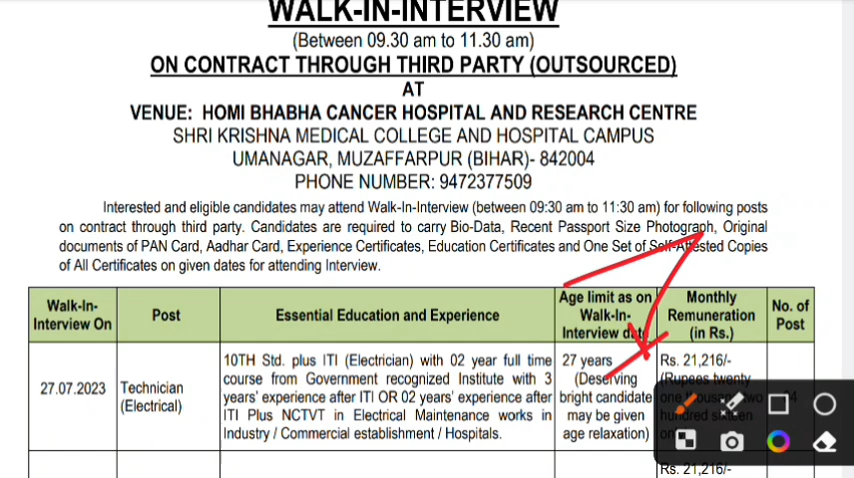 WALK-IN-INTERVIEW
(Between 09.30 am to 11.30 am)
ON CONTRACT THROUGH THIRD PARTY (OUTSOURCED)
AT
VENUE: HOMI BHABHA CANCER HOSPITAL AND RESEARCH CENTRE
SHRI KRISHNA MEDICAL COLLEGE AND HOSPITAL CAMPUS
UMANAGAR, MUZAFFARPUR (BIHAR)- 842004
PHONE NUMBER: 9472377509
Interested and eligible candidates may attend Walk-In-Interview (between 09:30 am to 11:30 am) for following posts
on contract through third party. Candidates are required to carry Bio-Data, Recent Passport Size Photograph, Original
documents of PAN Card, Aadhar Card, Experience Certificates, Education Certificates and One Set of Self-Attested Copies
of All Certificates on given dates for attending Interview.
Walk-In-
Interview On
Post
Essential Education and Experience
Age limit as on
Walk-In-
Interview date
Monthly
Remuneration
(in Rs.)
No. of
Post
27.07.2023
Technician
(Electrical)
10TH Std. plus ITI (Electrician) with 02 year full time
course from Government recognized Institute with 3
years' experience after ITI OR 02 years' experience after
ITI Plus NCTVT in Electrical Maintenance works in
Industry / Commercial establishment / Hospitals.
27 years
(Deserving
bright candidate
may be given
age relaxation)
Rs. 21,216/-
(Rupees twenty
one thousand two
hundred sixteen
Rs. 21,216/-